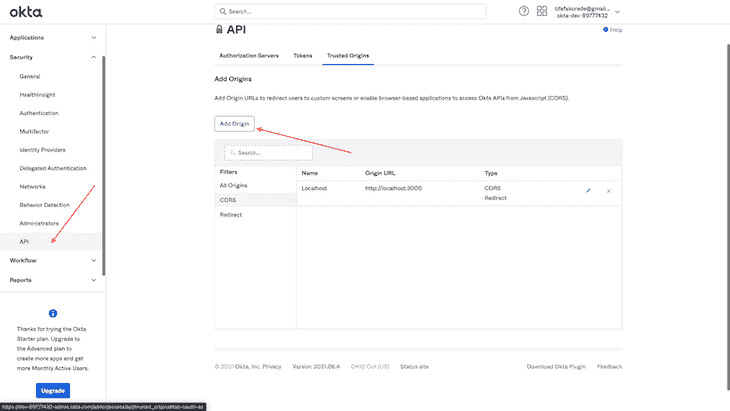 okta
Search...
tifefakorede@gmail...
okta-dev-89777432
Applications
Security
General
HealthInsight
Authentication
Multifactor
Identity Providers
Delegated Authentication
Networks
Behavior Detection
Administrators
API
Workflow
Reports
Thanks for trying the Okta
Starter plan. Upgrade to
the Advanced plan to
create more apps and get
more Monthly Active Users.
Upgrade
API
Help
Authorization Servers Tokens Trusted Origins
Add Origins
Add Origin URLs to redirect users to custom screens or enable browser-based applications to access Okta APIs from Javascript (CORS).
Add Origin
Search...
Filters
All Origins
CORS
Redirect
Name Origin URL Type
Localhost http://localhost:3000 CORS
Redirect
© 2021 Okta, Inc. Privacy Version 2021.06.4 OK12 Cell (US) Status site Download Okta Plugin Feedback